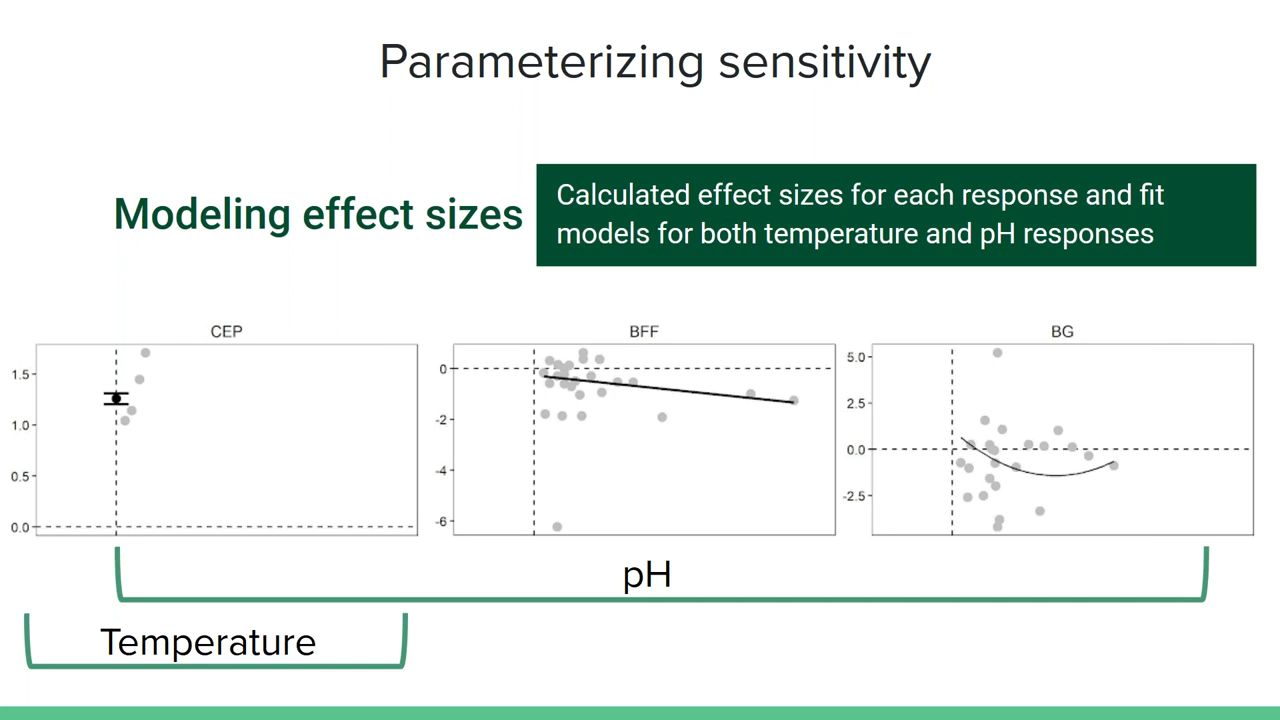 Parameterizing sensitivity
Modeling effect sizes
Calculated effect sizes for each response and fit
models for both temperature and pH responses
CEP
1.5
1.0
0.5
0.0
BFF
0
-2
-4
-6
BG
5.0
2.5
0.0
-2.5
pH
Temperature